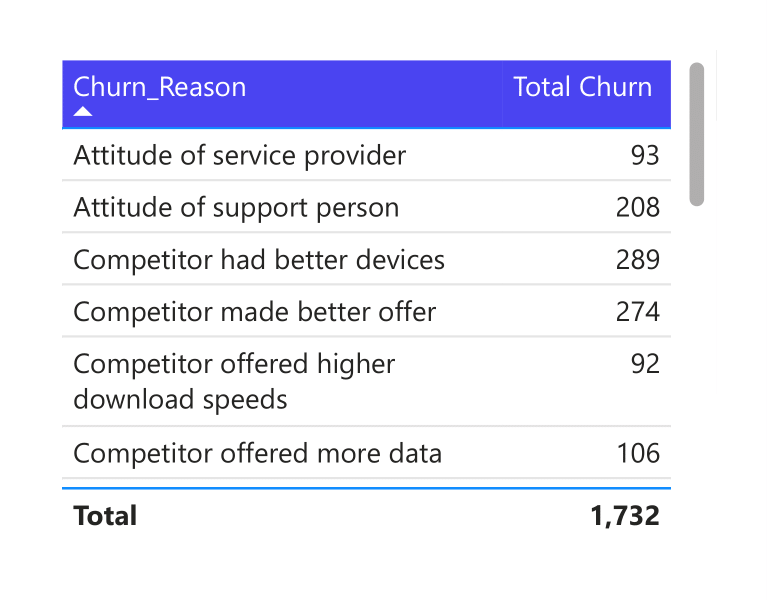 Churn_Reason Total Churn
Attitude of service provider 93
Attitude of support person 208
Competitor had better devices 289
Competitor made better offer 274
Competitor offered higher 92
download speeds
Competitor offered more data 106
Total 1,732